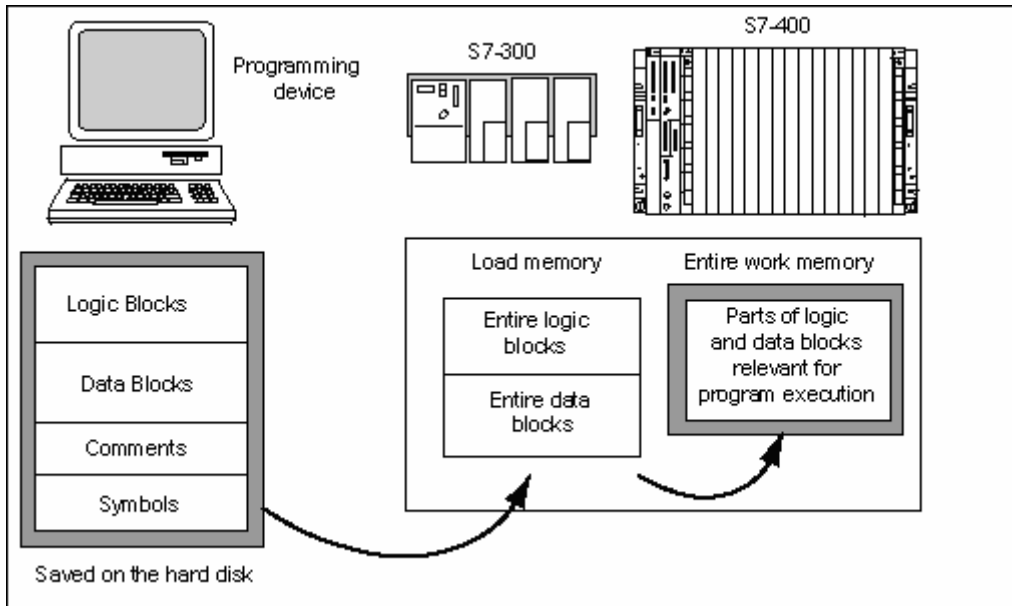 Programming
device
S7-300
S7-400
Logic Blocks
Data Blocks
Comments
Symbols
Saved on the hard disk
Load memory
Entire logic
blocks
Entire data
blocks
Entire work memory
Parts of logic
and data blocks
relevant for
program execution